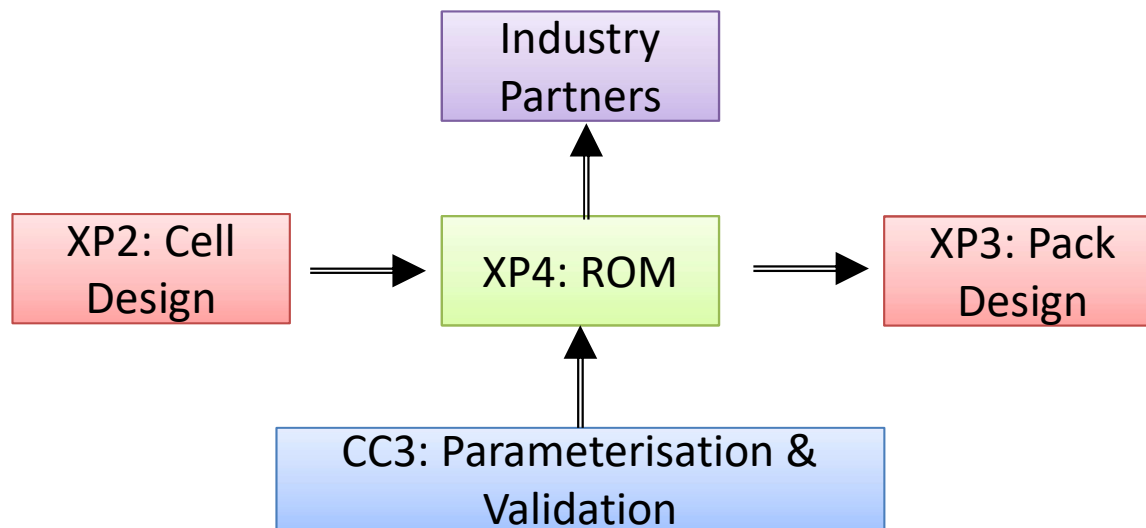 Industry
Partners
XP2: Cell
Design
XP4: ROM
XP3: Pack
Design
CC3: Parameterisation &
Validation